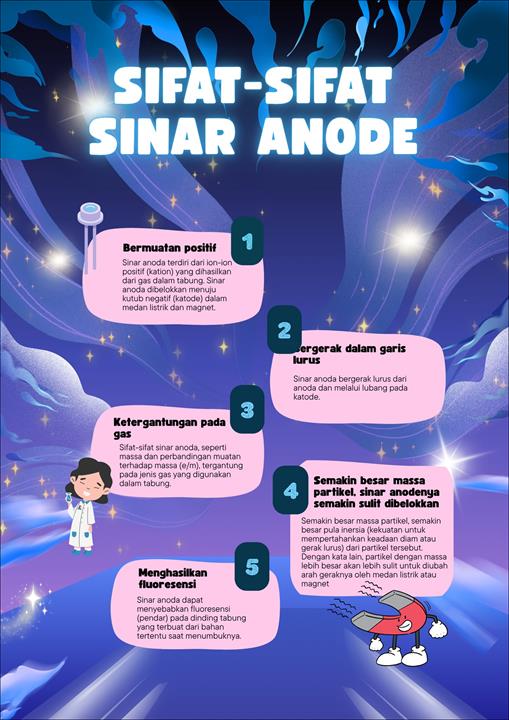 SIFAT-SIFAT
SINAR ANODE
1
Bermuatan positif
Sinar anoda terdiri dari ion-ion
positif (kation) yang dihasilkan
dari gas dalam tabung. Sinar
anoda dibelokkan menuju
kutub negatif (katode) dalam
medan listrik dan magnet.
2
Bergerak dalam garis
lurus
Sinar anoda bergerak lurus dari
anoda dan melalui lubang pada
katode.
3
Ketergantungan pada
gas
Sifat-sifat sinar anoda, seperti
massa dan perbandingan muatan
terhadap massa (e/m), tergantung
pada jenis gas yang digunakan
dalam tabung.
4
Semakin besar massa
partikel, sinar anodenya
semakin sulit dibelokkan
Semakin besar massa partikel, semakin
besar pula inersia (kekuatan untuk
mempertahankan keadaan diam atau
gerak lurus) dari partikel tersebut.
Dengan kata lain, partikel dengan massa
lebih besar akan lebih sulit untuk diubah
arah geraknya oleh medan listrik atau
magnet
5
Menghasilkan
fluoresensi
Sinar anoda dapat
menyebabkan fluoresensi
(pendar) pada dinding tabung
yang terbuat dari bahan
tertentu saat menumbuknya.